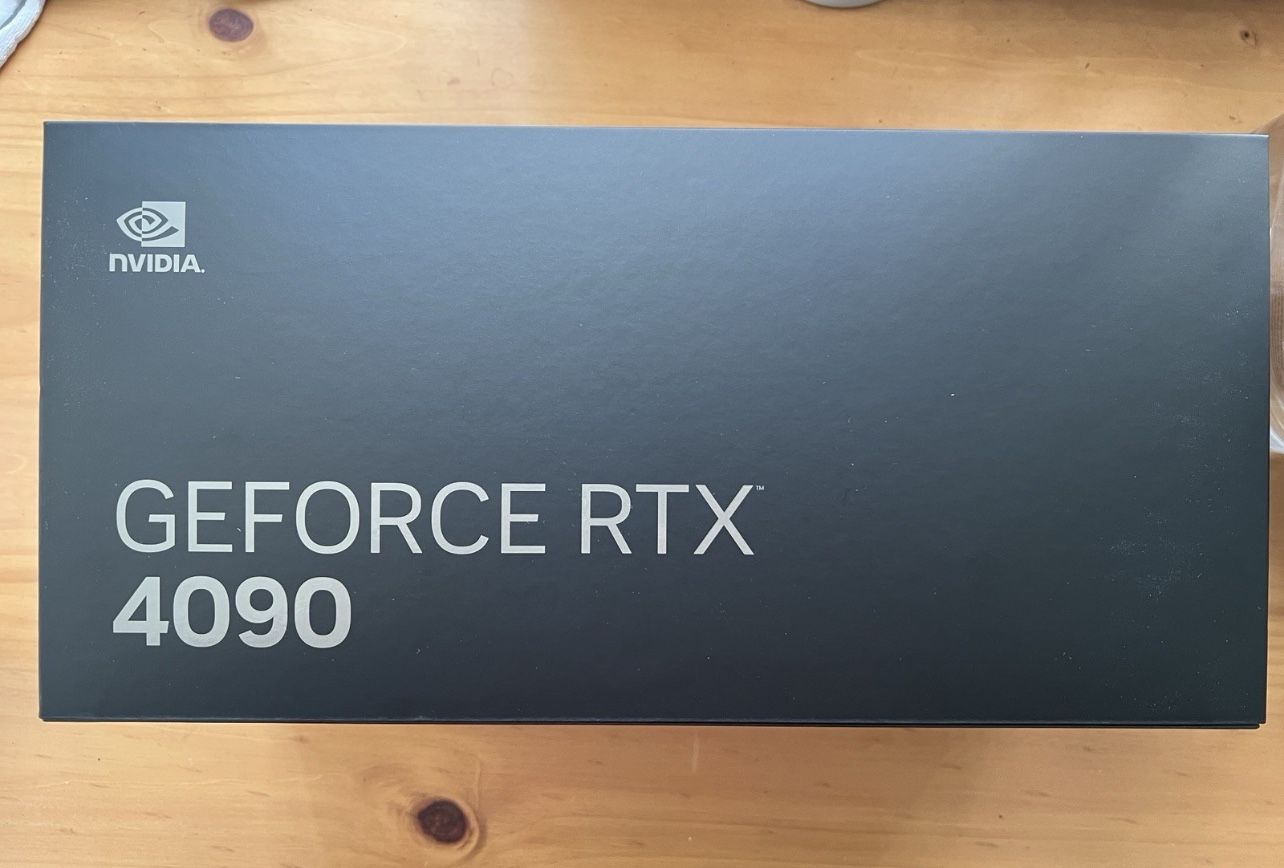 NVIDIA.
GEFORCE RTX™
4090